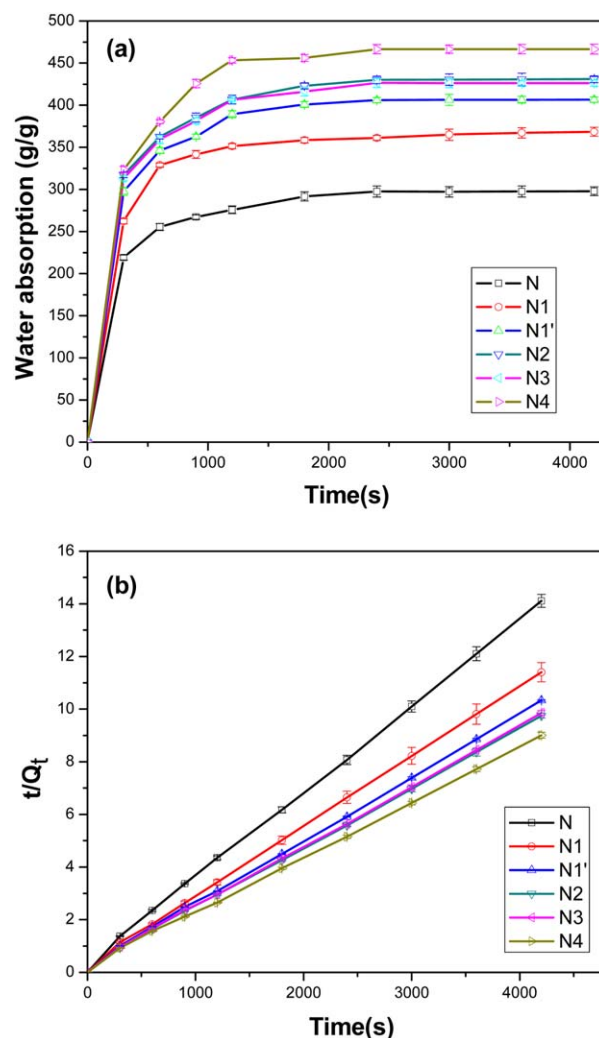 (a)
500
450
400
350
300
250
200
150
100
50
0
Water absorption (g/g)
0 1000 2000 3000 4000
Time(s)
N
N1
N1'
N2
N3
N4
(b)
16
14
12
10
8
6
4
2
0
t/Qt
0 1000 2000 3000 4000
Time(s)
N
N1
N1'
N2
N3
N4